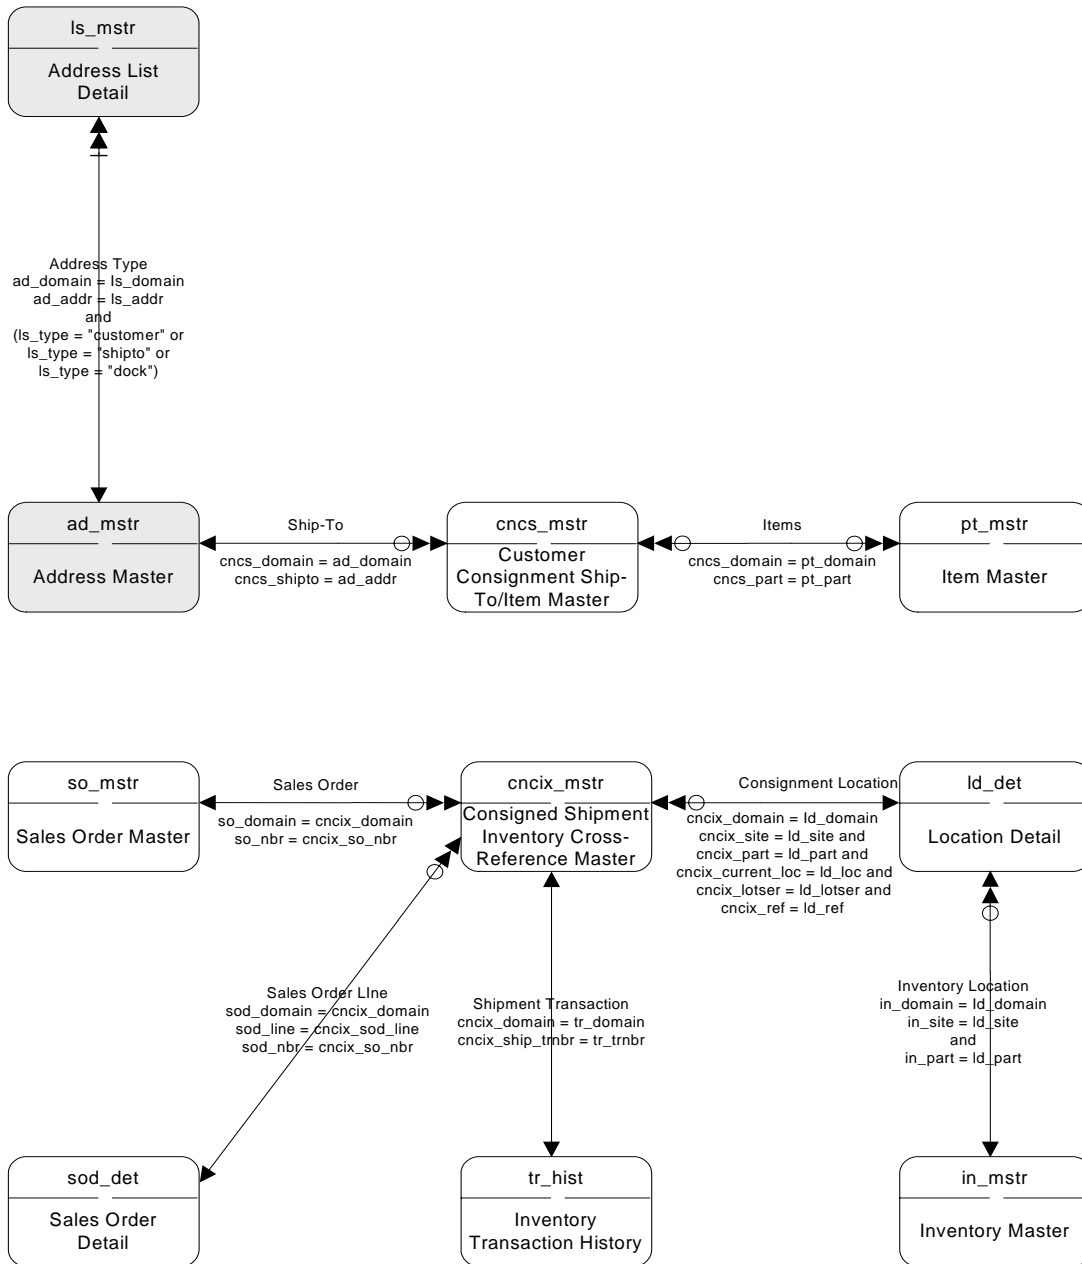 ls_mstr
Address List
Detail
Address Type
ad_domain = ls_domain
ad_addr = ls_addr
and
(ls_type = "customer" or
ls_type = "shipto" or
ls_type = "dock")
ad_mstr
Address Master
Ship-To
cncs_domain = ad_domain
cncs_shipto = ad_addr
cncs_mstr
Customer
Consignment Ship-
To/Item Master
Items
cncs_domain = pt_domain
cncs_part = pt_part
pt_mstr
Item Master
so_mstr
Sales Order Master
Sales Order
so_domain = cncix_domain
so_nbr = cncix_so_nbr
cncix_mstr
Consigned Shipment
Inventory Cross-
Reference Master
Consignment Location
cncix_domain = ld_domain
cncix_site = ld_site and
cncix_part = ld_part and
cncix_current_loc = ld_loc and
cncix_lotser = ld_lotser and
cncix_ref = ld_ref
ld_det
Location Detail
Sales Order LIne
sod_domain = cncix_domain
sod_line = cncix_sod_line
sod_nbr = cncix_so_nbr
Shipment Transaction
cncix_domain = tr_domain
cncix_ship_trnbr = tr_trnbr
Inventory Location
in_domain = ld_domain
in_site = ld_site
and
in_part = ld_part
sod_det
Sales Order
Detail
tr_hist
Inventory
Transaction History
in_mstr
Inventory Master